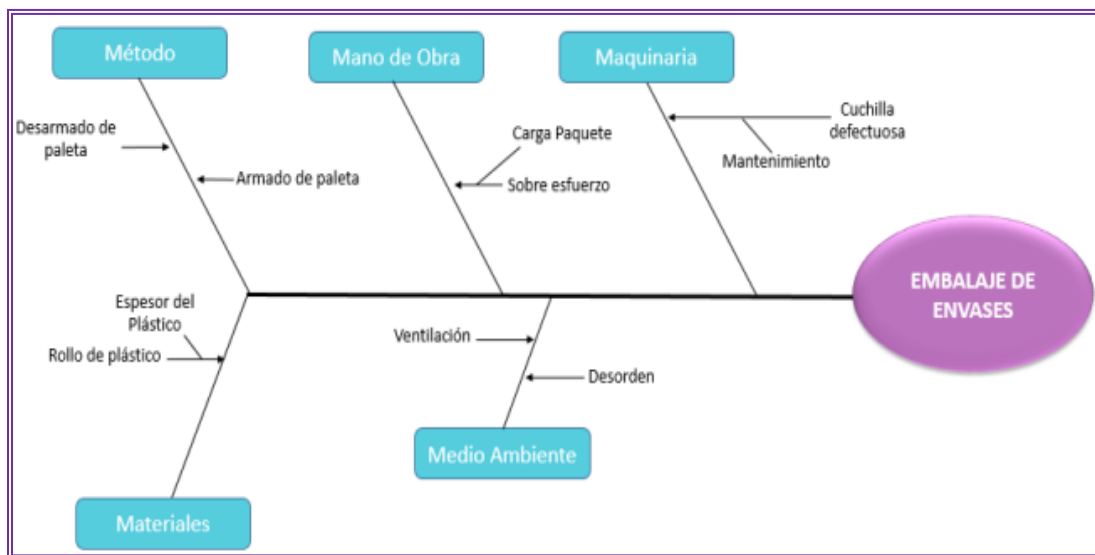 Método
Mano de Obra
Maquinaria
Desarmado de
paleta
Armado de paleta
Carga Paquete
Sobre esfuerzo
Cuchilla
defectuosa
Mantenimiento
EMBALAJE DE
ENVASES
Espesor del
Plástico
Rollo de plástico
Ventilación
Desorden
Medio Ambiente
Materiales